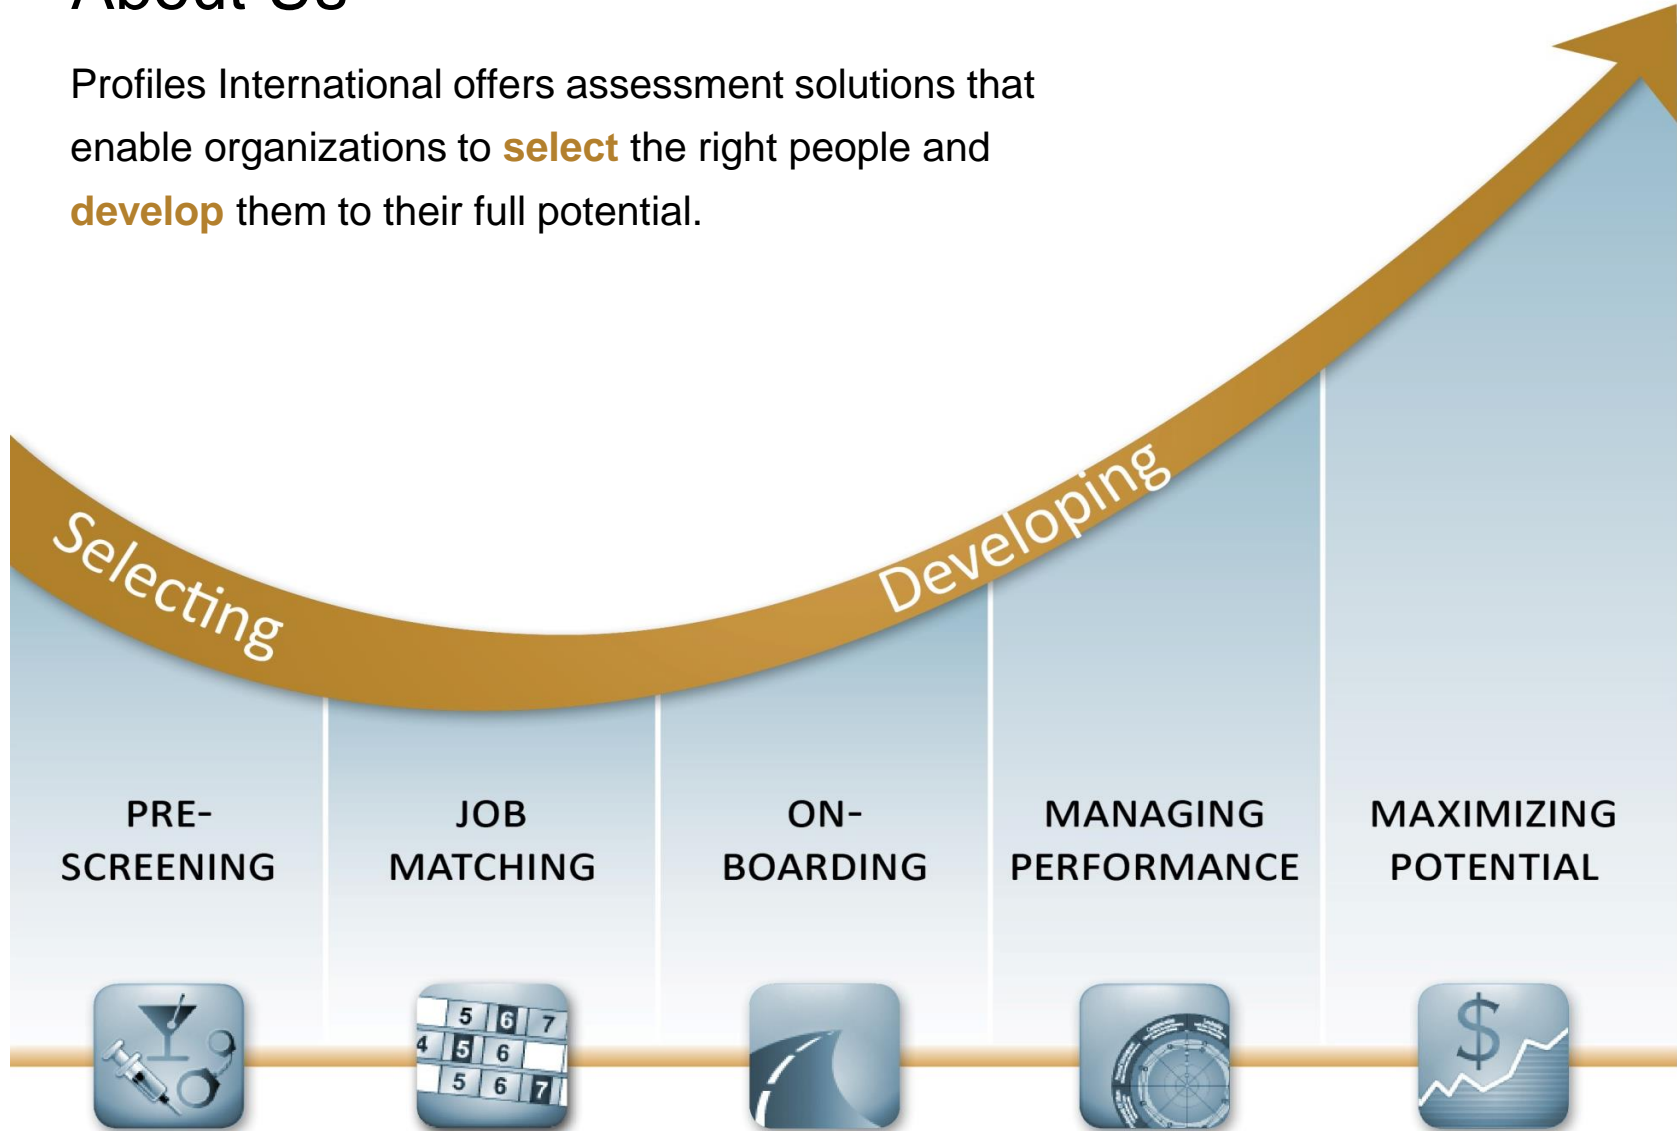 About Us
Profiles International offers assessment solutions that
enable organizations to select the right people and
develop them to their full potential.
Selecting
Developing
PRE-
SCREENING
JOB
MATCHING
ON-
BOARDING
MANAGING
PERFORMANCE
MAXIMIZING
POTENTIAL
5 6 7
4 5 6
5 6 7
$